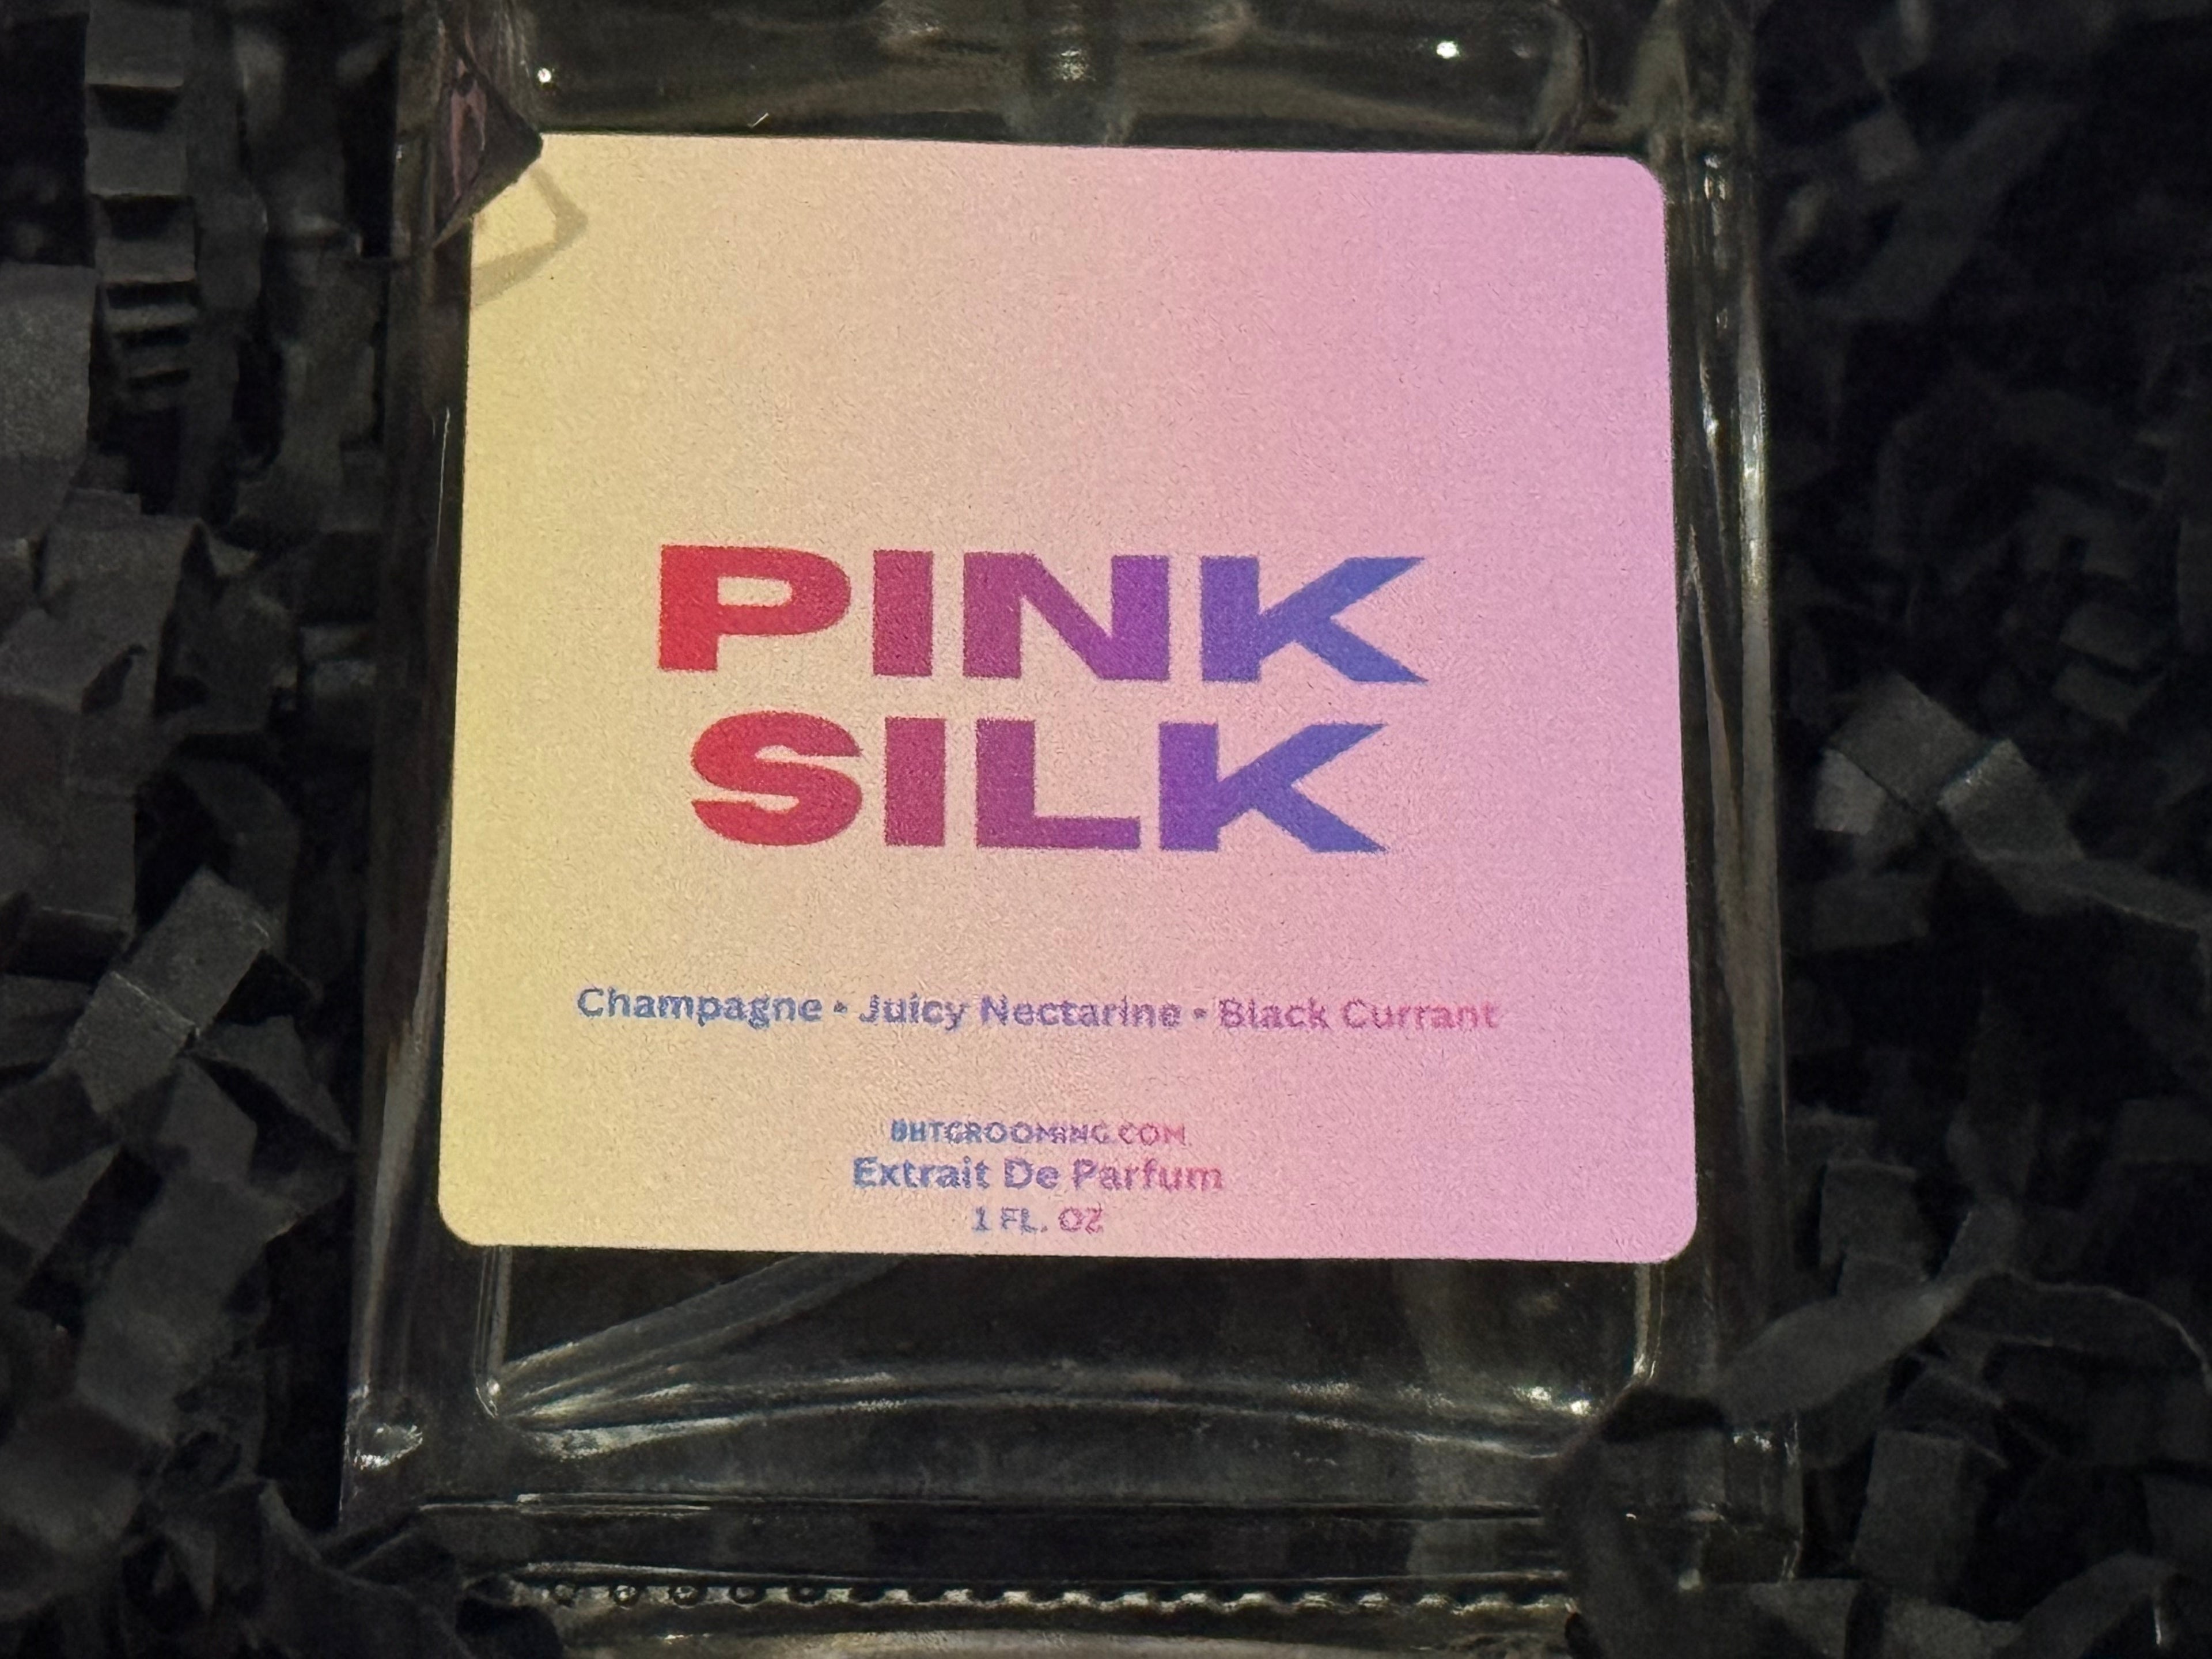 PINK
SILK
Champagne • Juicy Nectarine • Black Currant
BHTGROOMING.COM
Extrait De Parfum
1 FL. OZ